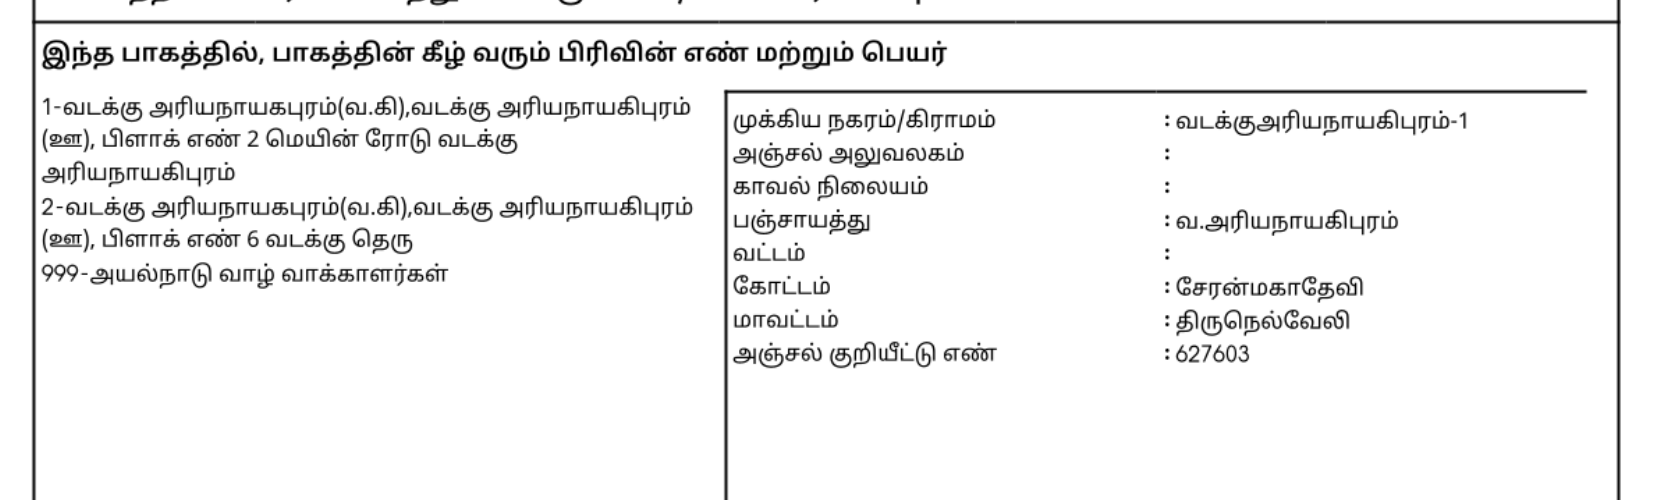 இந்த பாகத்தில், பாகத்தின் கீழ் வரும் பிரிவின் எண் மற்றும் பெயர்
1-வடக்கு அரியநாயகபுரம்(வ.கி),வடக்கு அரியநாயகிபுரம்
(ஊ), பிளாக் எண் 2 மெயின் ரோடு வடக்கு
அரியநாயகிபுரம்
2-வடக்கு அரியநாயகபுரம்(வ.கி),வடக்கு அரியநாயகிபுரம்
(ஊ), பிளாக் எண் 6 வடக்கு தெரு
999-அயல்நாடு வாழ் வாக்காளர்கள்
முக்கிய நகரம்/கிராமம் : வடக்குஅரியநாயகிபுரம்-1
அஞ்சல் அலுவலகம் :
காவல் நிலையம் :
பஞ்சாயத்து : வ.அரியநாயகிபுரம்
வட்டம் :
கோட்டம் : சேரன்மகாதேவி
மாவட்டம் : திருநெல்வேலி
அஞ்சல் குறியீட்டு எண் : 627603